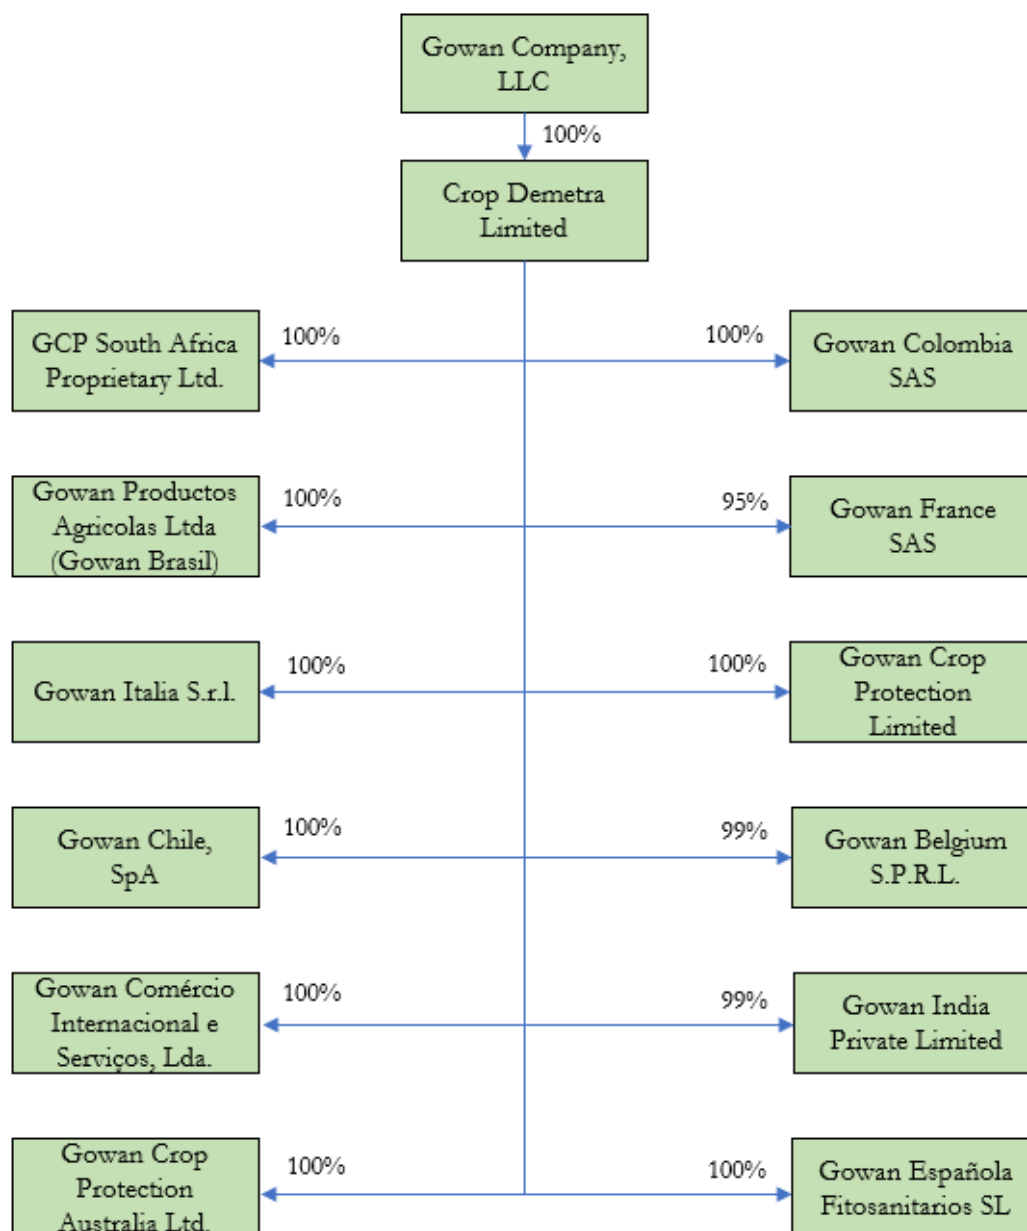 Gowan Company,
LLC
100%
Crop Demetra
Limited
GCP South Africa
Proprietary Ltd.
100%
100%
Gowan Colombia
SAS
Gowan Productos
Agricolas Ltda
(Gowan Brasil)
100%
95%
Gowan France
SAS
Gowan Italia S.r.l.
100%
100%
Gowan Crop
Protection
Limited
Gowan Chile,
SpA
100%
99%
Gowan Belgium
S.P.R.L.
Gowan Comércio
Internacional e
Serviços, Lda.
100%
99%
Gowan India
Private Limited
Gowan Crop
Protection
Australia Ltd.
100%
100%
Gowan Española
Fitosanitarios SL